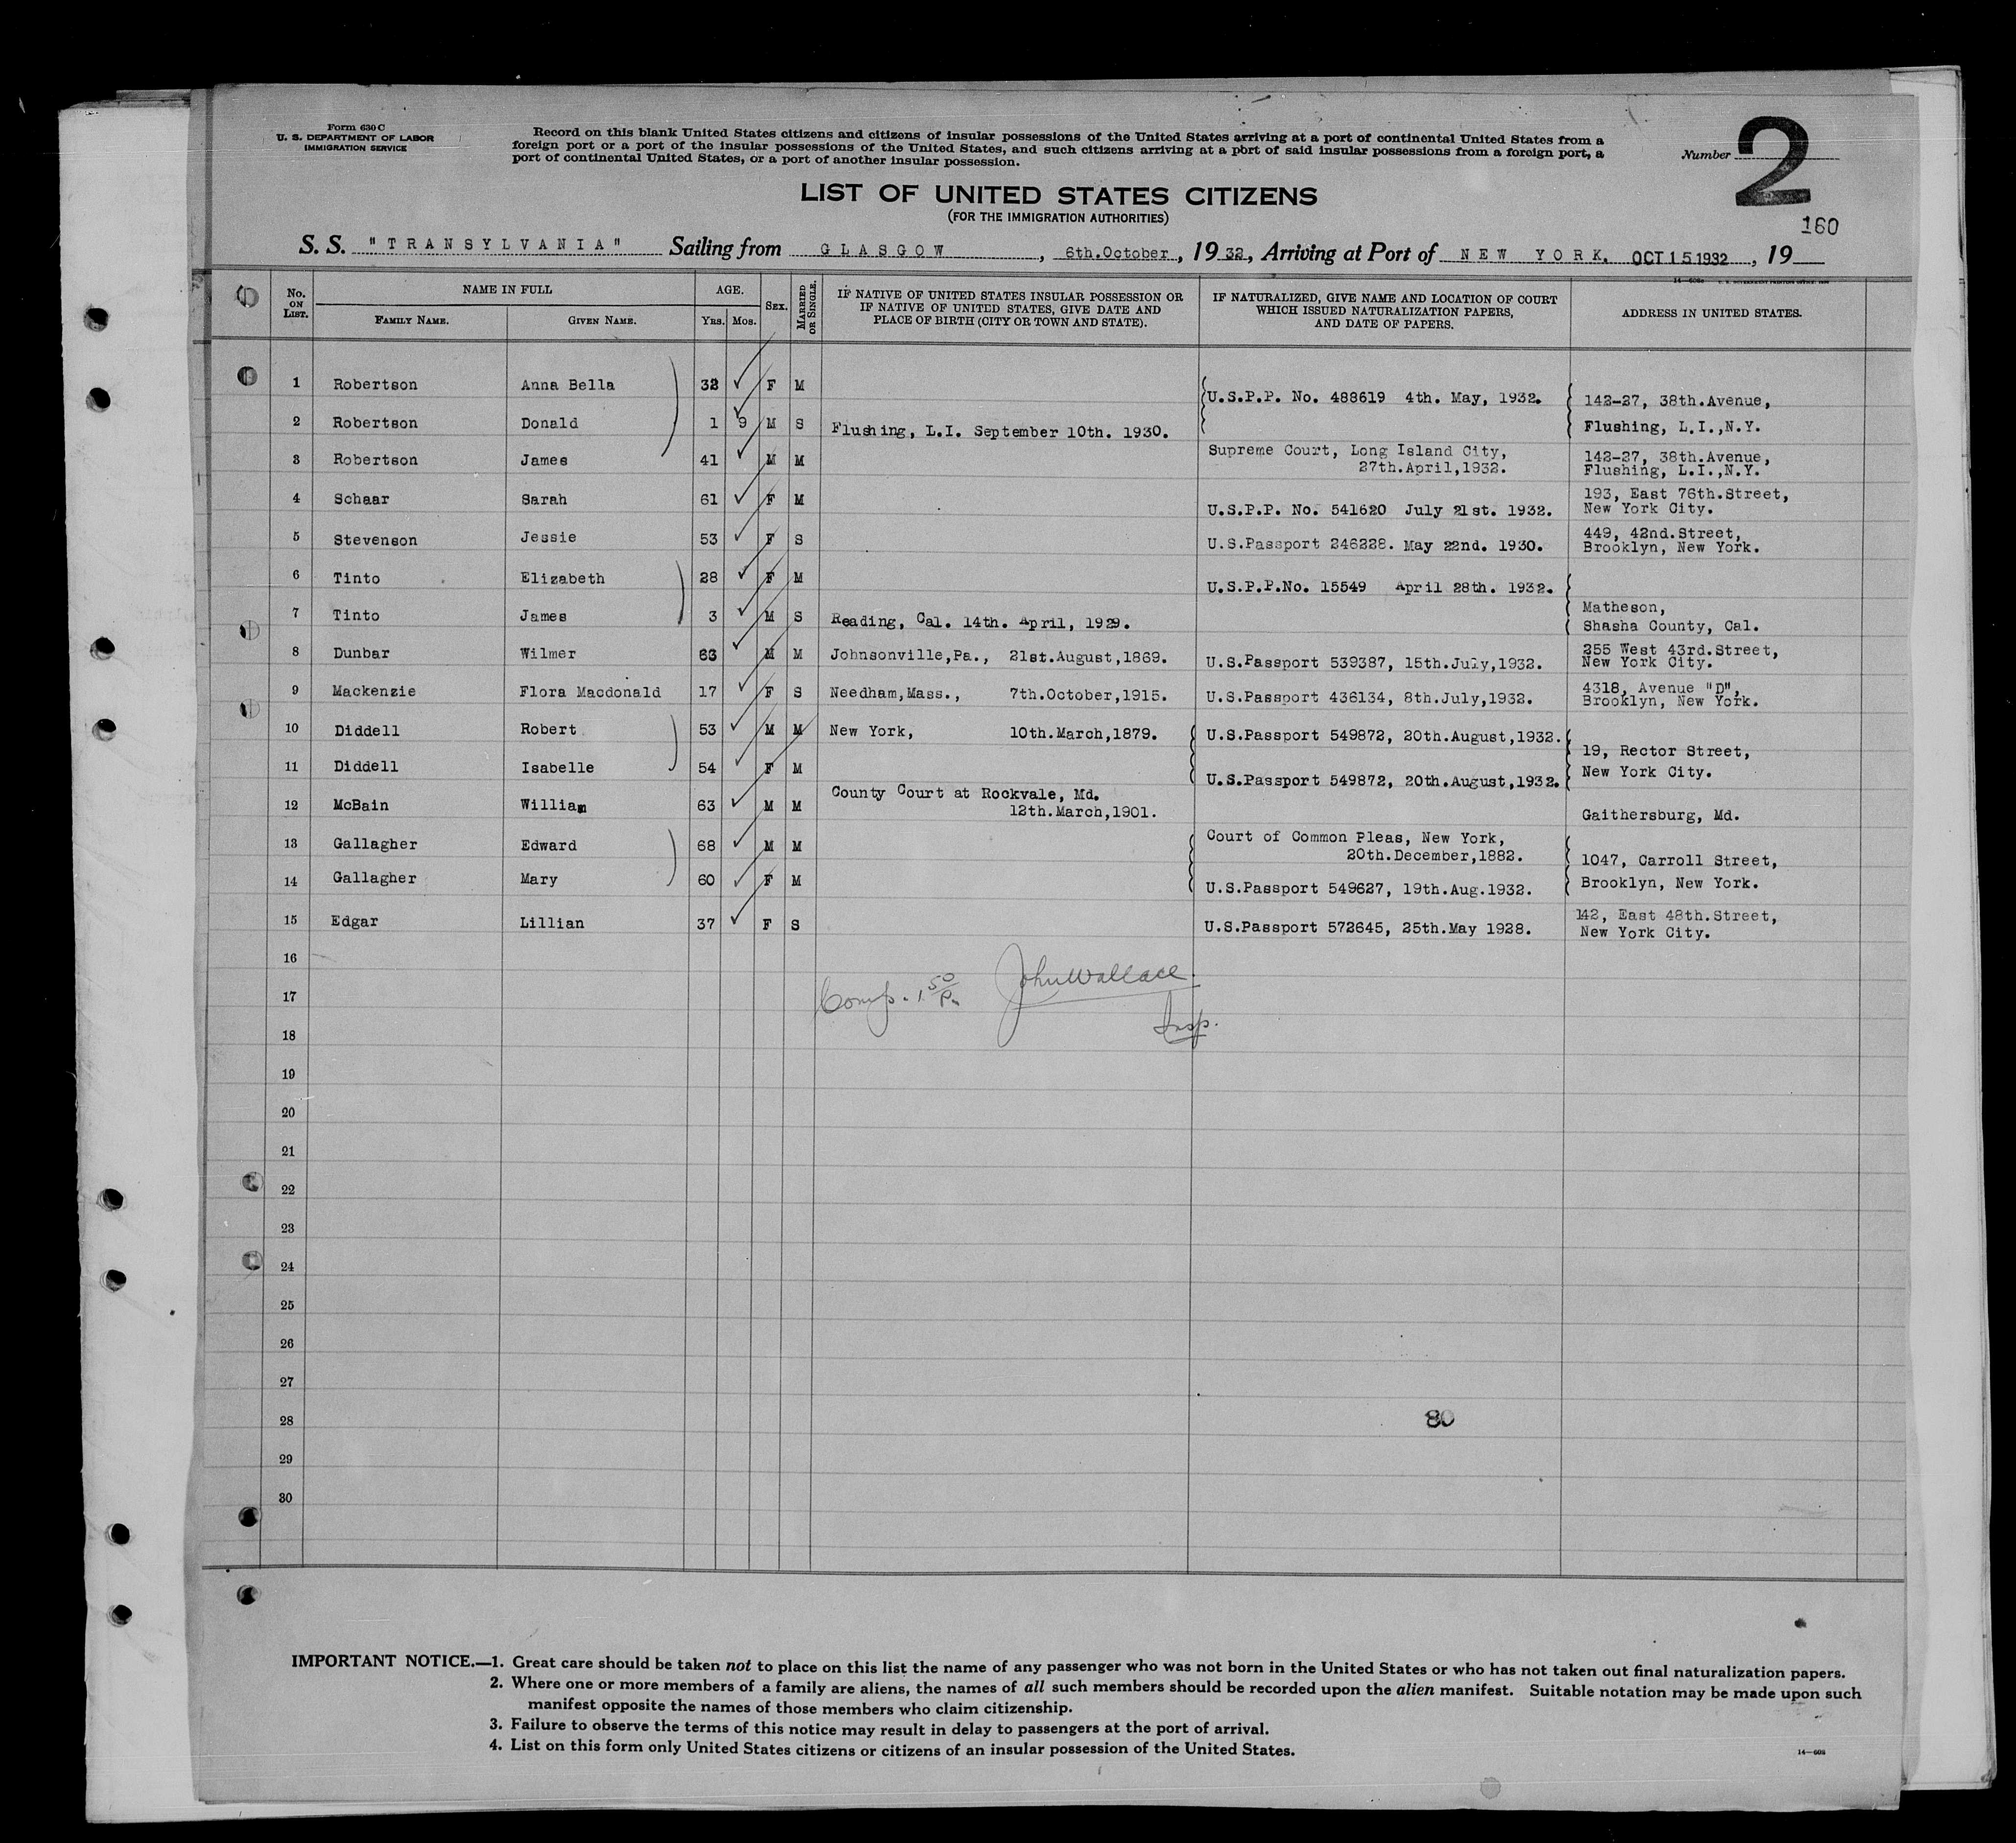 Form 630 C
U. S. DEPARTMENT OF LABOR
IMMIGRATION SERVICE
Record on this blank United States citizens and citizens of insular possessions of the United States arriving at a port of continental United States from a
foreign port or a port of the insular possessions of the United States, and such citizens arriving at a port of said insular possessions from a foreign port, a
port of continental United States, or a port of another insular possession.
Number 2
160
LIST OF UNITED STATES CITIZENS
(FOR THE IMMIGRATION AUTHORITIES)
S. S. "TRANSYLVANIA" Sailing from GLASGOW, 6th.October, 1932, Arriving at Port of NEW YORK. OCT 15 1932, 19
No. ON LIST. NAME IN FULL FAMILY NAME. GIVEN NAME. AGE. YRS. MOS. SEX. MARRIED OR SINGLE. IF NATIVE OF UNITED STATES INSULAR POSSESSION OR IF NATIVE OF UNITED STATES, GIVE DATE AND PLACE OF BIRTH (CITY OR TOWN AND STATE). IF NATURALIZED, GIVE NAME AND LOCATION OF COURT WHICH ISSUED NATURALIZATION PAPERS, AND DATE OF PAPERS. ADDRESS IN UNITED STATES.
1 Robertson Anna Bella 32 F M U.S.P.P. No. 488619 4th. May, 1932. 142-27, 38th.Avenue,
2 Robertson Donald 1 9 M S Flushing, L.I. September 10th. 1930. Flushing, L.I.,N.Y.
3 Robertson James 41 M M Supreme Court, Long Island City, 27th.April,1932. 142-27, 38th.Avenue, Flushing, L.I.,N.Y.
4 Schaar Sarah 61 F M U.S.P.P. No. 541620 July 21st. 1932. 193, East 76th.Street, New York City.
5 Stevenson Jessie 53 F S U.S.Passport 246228. May 22nd. 1930. 449, 42nd.Street, Brooklyn, New York.
6 Tinto Elizabeth 28 F M U.S.P.P.No. 15549 April 28th. 1932.
7 Tinto James 3 M S Reading, Cal. 14th. April, 1929. Matheson, Shasha County, Cal.
8 Dunbar Wilmer 63 M M Johnsonville,Pa., 21st.August,1869. U.S.Passport 539387, 15th.July,1932. 255 West 43rd.Street, New York City.
9 Mackenzie Flora Macdonald 17 F S Needham,Mass., 7th.October,1915. U.S.Passport 436134, 8th.July,1932. 4318, Avenue "D", Brooklyn, New York.
10 Diddell Robert 53 M M New York, 10th.March,1879. U.S.Passport 549872, 20th.August,1932. 19, Rector Street,
11 Diddell Isabelle 54 F M U.S.Passport 549872, 20th.August,1932. New York City.
12 McBain William 63 M M County Court at Rockvale, Md. 12th.March,1901. Gaithersburg, Md.
13 Gallagher Edward 68 M M Court of Common Pleas, New York, 20th.December,1882. 1047, Carroll Street,
14 Gallagher Mary 60 F M U.S.Passport 549627, 19th.Aug.1932. Brooklyn, New York.
15 Edgar Lillian 37 F S U.S.Passport 572645, 25th.May 1928. 142, East 48th.Street, New York City.
16
17 Comp. 1 50/P. John Wallace
18 Insp.
19
20
21
22
23
24
25
26
27
28 80
29
30
IMPORTANT NOTICE.—1. Great care should be taken not to place on this list the name of any passenger who was not born in the United States or who has not taken out final naturalization papers.
2. Where one or more members of a family are aliens, the names of all such members should be recorded upon the alien manifest. Suitable notation may be made upon such
manifest opposite the names of those members who claim citizenship.
3. Failure to observe the terms of this notice may result in delay to passengers at the port of arrival.
4. List on this form only United States citizens or citizens of an insular possession of the United States.
14—608